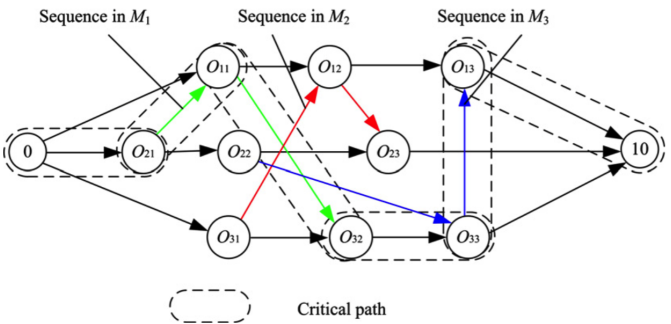 Sequence in M1 Sequence in M2 Sequence in M3
O11 O12 O13
0 O21 O22 O23 10
O31 O32 O33
Critical path